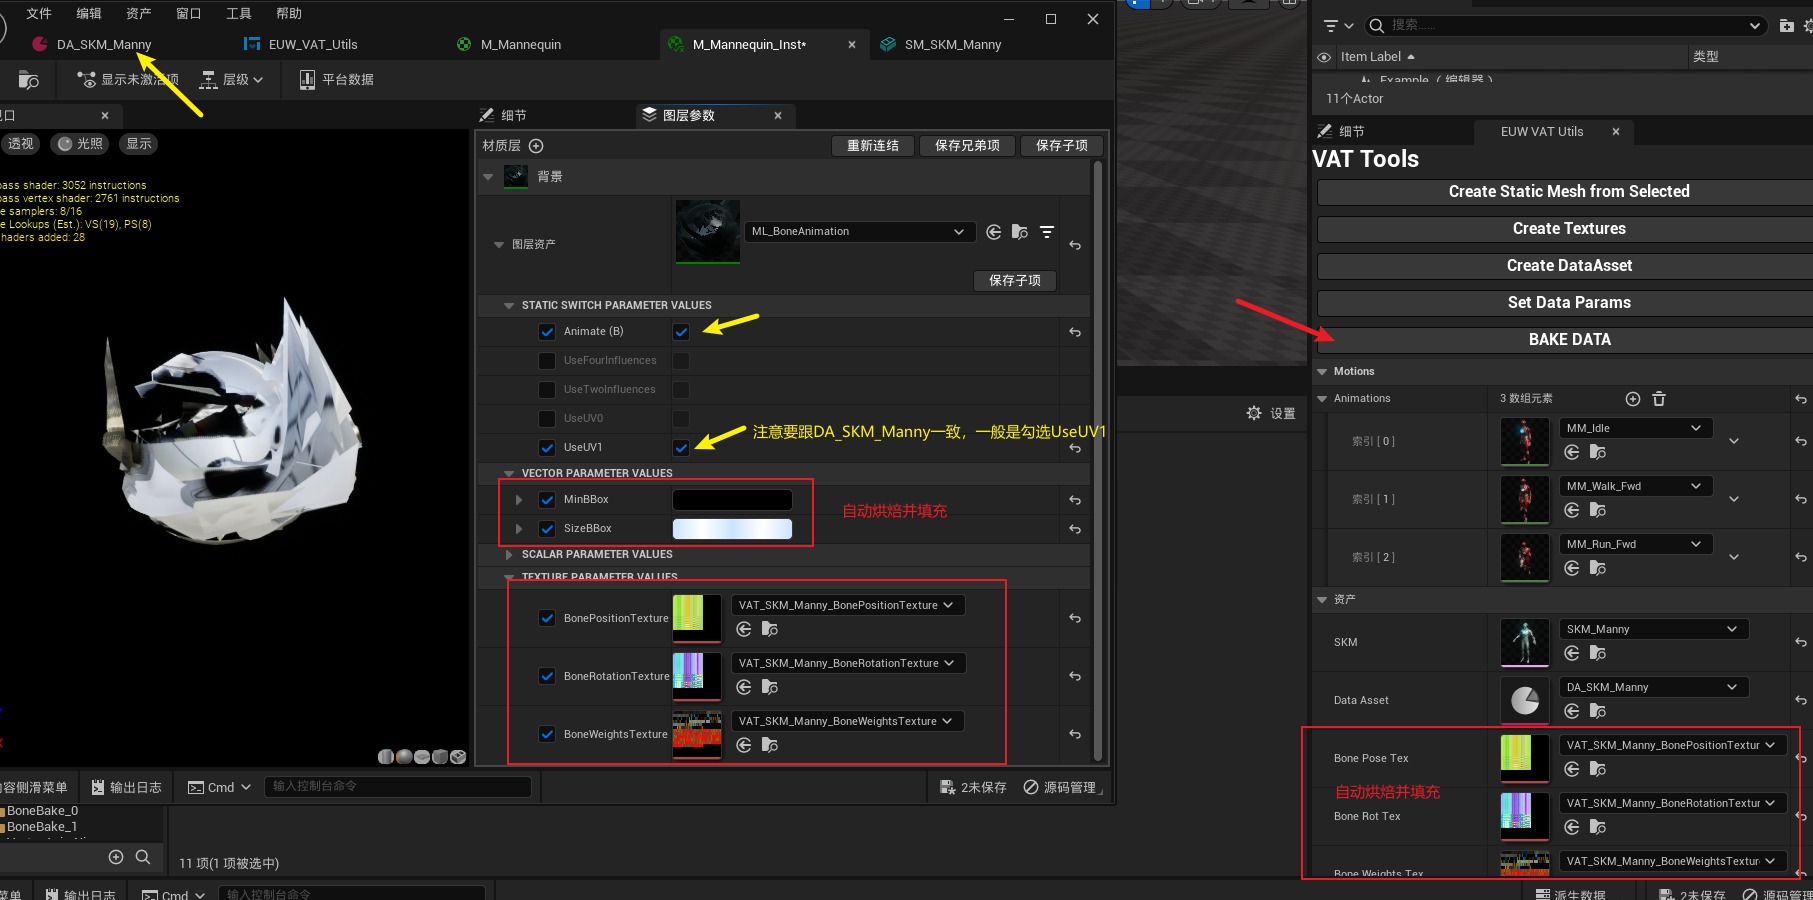 文件 编辑 资产 窗口 工具 帮助
DA_SKM_Manny EUW_VAT_Utils M_Mannequin M_Mannequin_Inst* SM_SKM_Manny
显示未激活项 层级 平台数据
口
细节 图层参数
透视 光照 显示
材质层 重新连结 保存兄弟项 保存子项
背景
ass shader: 3052 instructions
ass vertex shader: 2761 instructions
e samplers: 8/16
e Lookups (Est.): VS(19), PS(8)
haders added: 28
图层资产 ML_BoneAnimation
保存子项
STATIC SWITCH PARAMETER VALUES
Animate (B)
UseFourInfluences
UseTwoInfluences
UseUV0
UseUV1
注意要跟DA_SKM_Manny一致，一般是勾选UseUV1
VECTOR PARAMETER VALUES
MinBBox
SizeBBox
自动烘焙并填充
SCALAR PARAMETER VALUES
TEXTURE PARAMETER VALUES
BonePositionTexture VAT_SKM_Manny_BonePositionTexture
BoneRotationTexture VAT_SKM_Manny_BoneRotationTexture
BoneWeightsTexture VAT_SKM_Manny_BoneWeightsTexture
容侧滑菜单 输出日志 Cmd 输入控制台命令 2未保存 源码管理
BoneBake_0
BoneBake_1
11 项(1 项被选中)
菜单 输出日志 Cmd 输入控制台命令 派生数据 2未保存 源码管理
设置
搜索......
Item Label 类型
Example （编辑器）
11个Actor
细节 EUW VAT Utils
VAT Tools
Create Static Mesh from Selected
Create Textures
Create DataAsset
Set Data Params
BAKE DATA
Motions
Animations 3 数组元素
索引 [ 0 ] MM_Idle
索引 [ 1 ] MM_Walk_Fwd
索引 [ 2 ] MM_Run_Fwd
资产
SKM SKM_Manny
Data Asset DA_SKM_Manny
Bone Pose Tex VAT_SKM_Manny_BonePositionTextur
自动烘焙并填充
Bone Rot Tex VAT_SKM_Manny_BoneRotationTextur
Bone Weights Tex VAT_SKM_Manny_BoneWeightsTextur